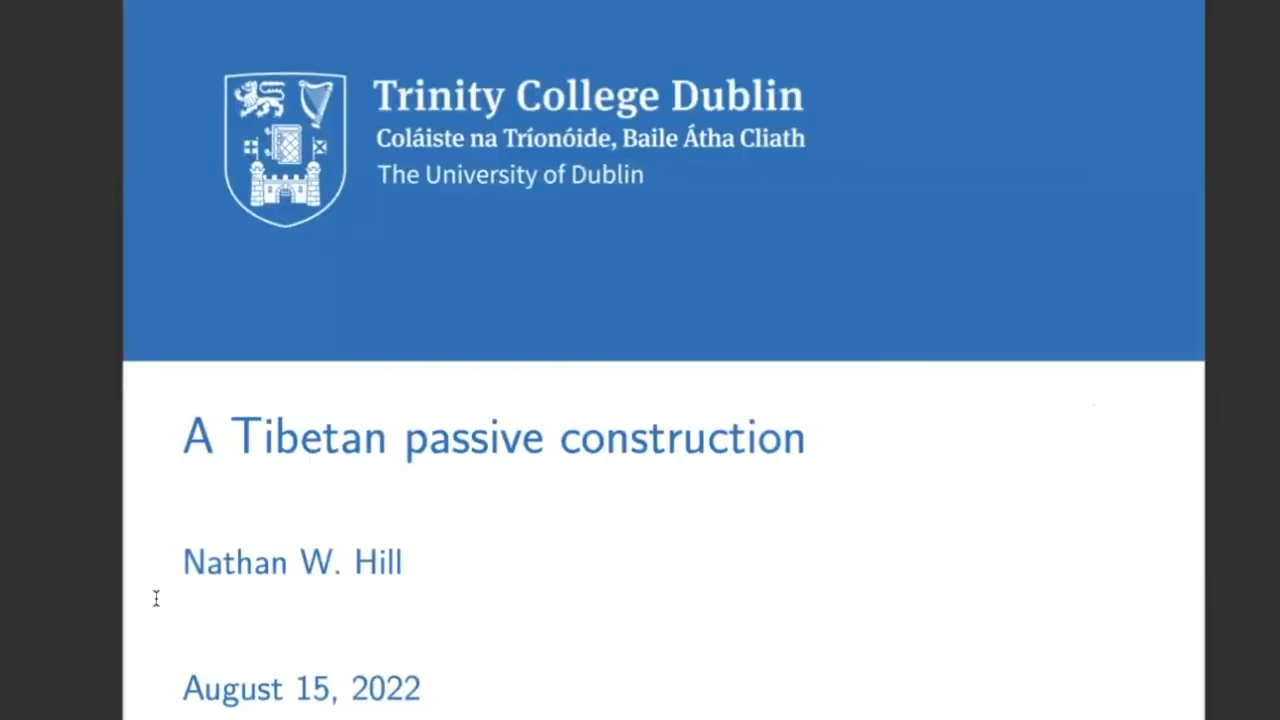 Trinity College Dublin
Coláiste na Tríonóide, Baile Átha Cliath
The University of Dublin
A Tibetan passive construction
Nathan W. Hill
August 15, 2022